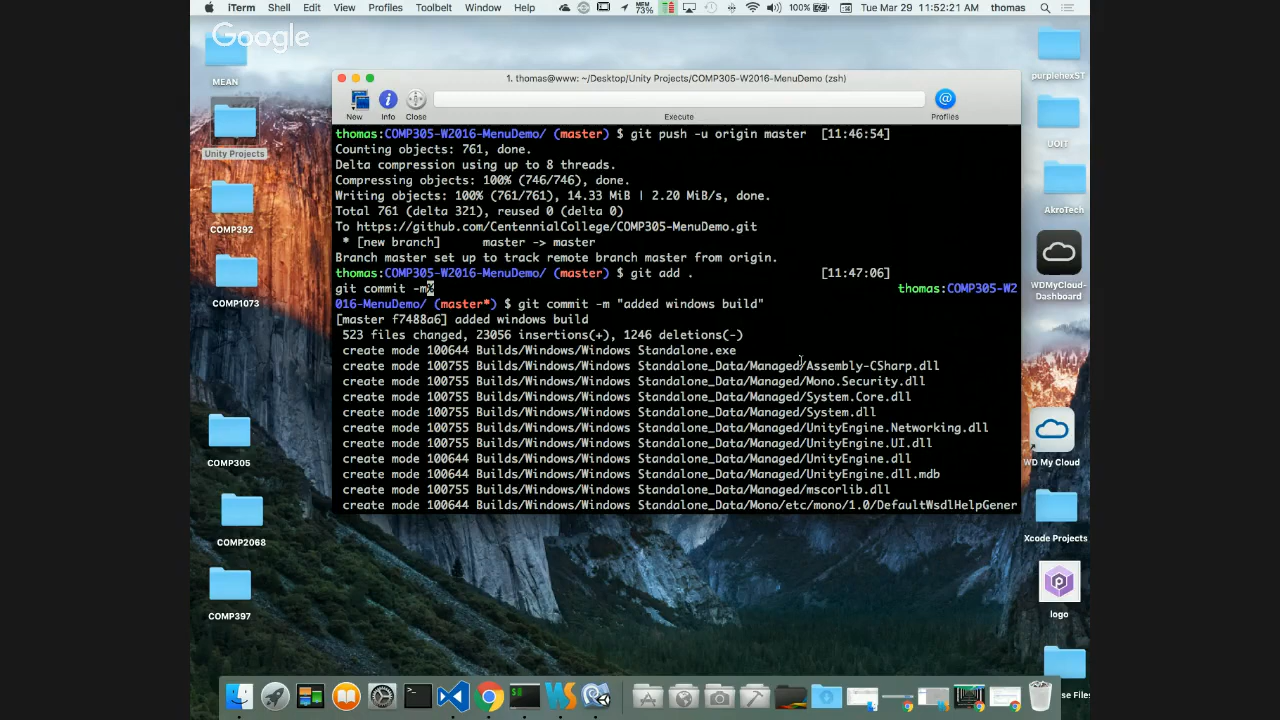 iTerm Shell Edit View Profiles Toolbelt Window Help MEM 73% 100% Tue Mar 29 11:52:21 AM thomas
Google
MEAN
Unity Projects
COMP392
COMP1073
COMP305
COMP2068
COMP397
1. thomas@www: ~/Desktop/Unity Projects/COMP305-W2016-MenuDemo (zsh)
New Info Close Execute Profiles
thomas:COMP305-W2016-MenuDemo/ (master) $ git push -u origin master [11:46:54]
Counting objects: 761, done.
Delta compression using up to 8 threads.
Compressing objects: 100% (746/746), done.
Writing objects: 100% (761/761), 14.33 MiB | 2.20 MiB/s, done.
Total 761 (delta 321), reused 0 (delta 0)
To https://github.com/CentennialCollege/COMP305-MenuDemo.git
* [new branch] master -> master
Branch master set up to track remote branch master from origin.
thomas:COMP305-W2016-MenuDemo/ (master) $ git add . [11:47:06]
git commit -m% thomas:COMP305-W2
016-MenuDemo/ (master*) $ git commit -m "added windows build"
[master f7488a6] added windows build
523 files changed, 23056 insertions(+), 1246 deletions(-)
create mode 100644 Builds/Windows/Windows Standalone.exe
create mode 100755 Builds/Windows/Windows Standalone_Data/Managed/Assembly-CSharp.dll
create mode 100755 Builds/Windows/Windows Standalone_Data/Managed/Mono.Security.dll
create mode 100755 Builds/Windows/Windows Standalone_Data/Managed/System.Core.dll
create mode 100755 Builds/Windows/Windows Standalone_Data/Managed/System.dll
create mode 100755 Builds/Windows/Windows Standalone_Data/Managed/UnityEngine.Networking.dll
create mode 100755 Builds/Windows/Windows Standalone_Data/Managed/UnityEngine.UI.dll
create mode 100644 Builds/Windows/Windows Standalone_Data/Managed/UnityEngine.dll
create mode 100644 Builds/Windows/Windows Standalone_Data/Managed/UnityEngine.dll.mdb
create mode 100755 Builds/Windows/Windows Standalone_Data/Managed/mscorlib.dll
create mode 100644 Builds/Windows/Windows Standalone_Data/Mono/etc/mono/1.0/DefaultWsdlHelpGener
purplehexST
UOIT
AkroTech
WDMyCloud-
Dashboard
WD My Cloud
Xcode Projects
logo
se Files